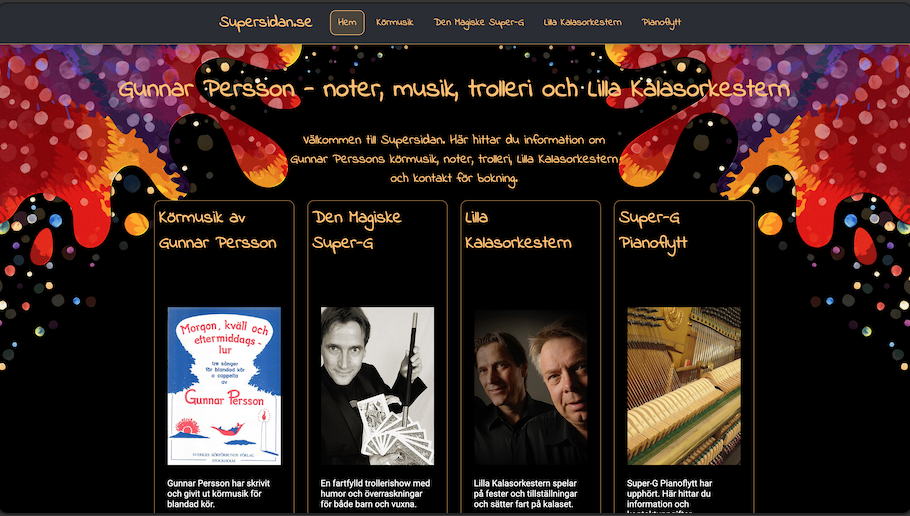 Supersidan.se Hem Körmusik Den Magiske Super-G Lilla Kalasorkestern Pianoflytt
Gunnar Persson - noter, musik, trolleri och Lilla Kalasorkestern
Välkommen till Supersidan. Här hittar du information om
Gunnar Perssons körmusik, noter, trolleri, Lilla Kalasorkestern
och kontakt för bokning.
Körmusik av
Gunnar Persson
Morgon, kväll och
eftermiddags-
lur
tre sånger
för blandad kör
a cappella
av
Gunnar Persson
SVERIGES KÖRFÖRBUNDS FÖRLAG
STOCKHOLM
Gunnar Persson har skrivit
och givit ut körmusik för
blandad kör.
Den Magiske
Super-G
En fartfylld trollerishow med
humor och överraskningar
för både barn och vuxna.
Lilla
Kalasorkestern
Lilla Kalasorkestern spelar
på fester och tillställningar
och sätter fart på kalaset.
Super-G
Pianoflytt
Super-G Pianoflytt har
upphört. Här hittar du
information och
kontaktuppgifter